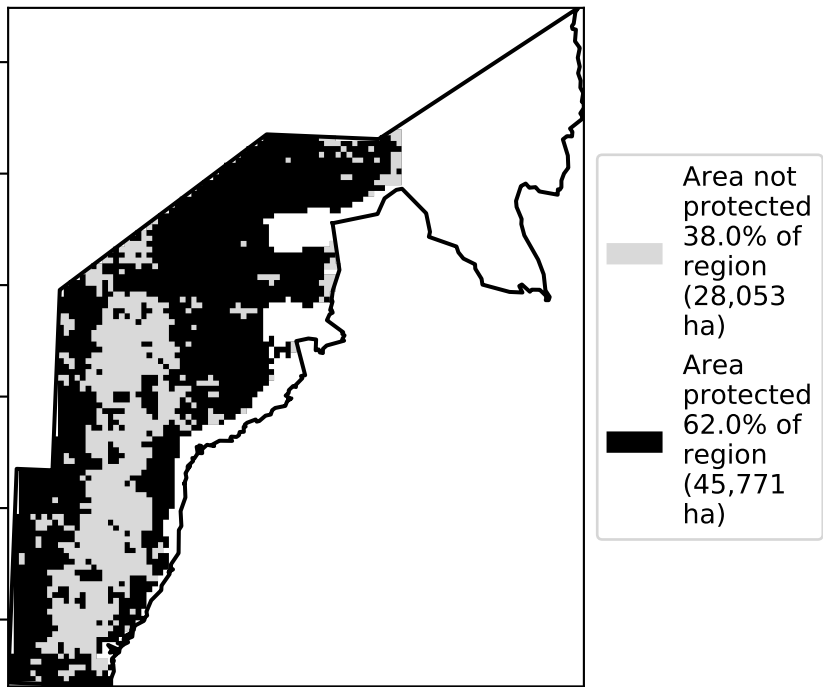 Area not
protected
38.0% of
region
(28,053
ha)
Area
protected
62.0% of
region
(45,771
ha)